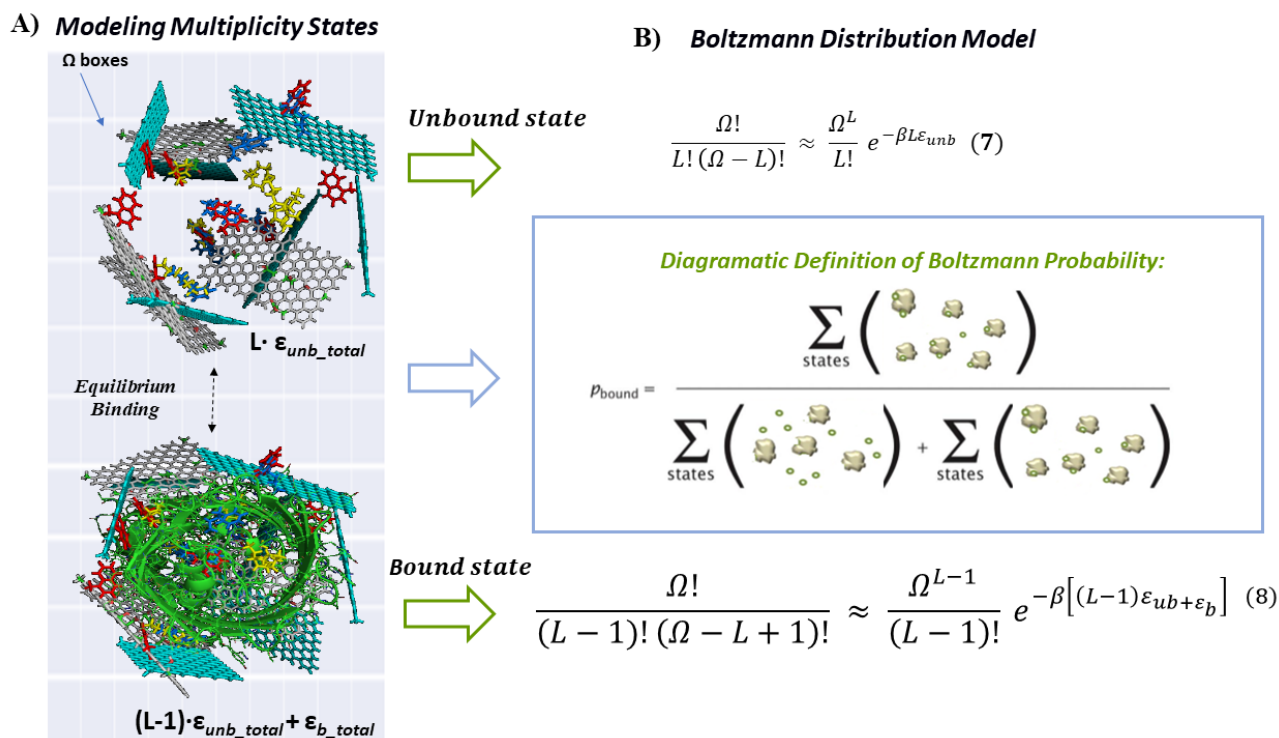 A) Modeling Multiplicity States
Ω boxes
L· ε_unb_total
Equilibrium
Binding
(L-1)·ε_unb_total + ε_b_total
Unbound state
Bound state
B) Boltzmann Distribution Model
Ω! / L! (Ω − L)! ≈ Ω^L / L! e^−βLε_unb (7)
Diagramatic Definition of Boltzmann Probability:
p_bound =
∑ states
∑ states + ∑ states
Ω! / (L − 1)! (Ω − L + 1)! ≈ Ω^L−1 / (L − 1)! e^−β[(L−1)ε_ub+ε_b] (8)